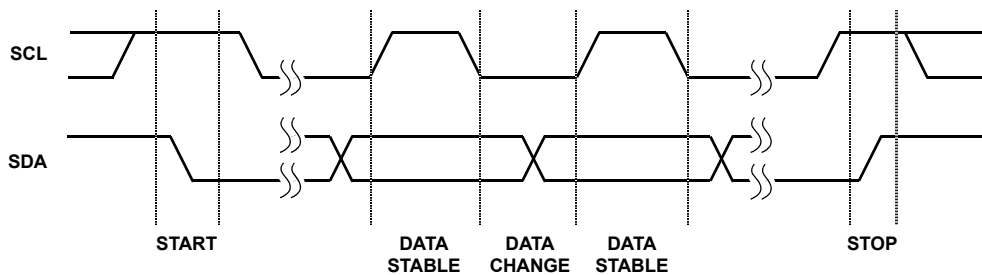 SCL
SDA
START
DATA
STABLE
DATA
CHANGE
DATA
STABLE
STOP